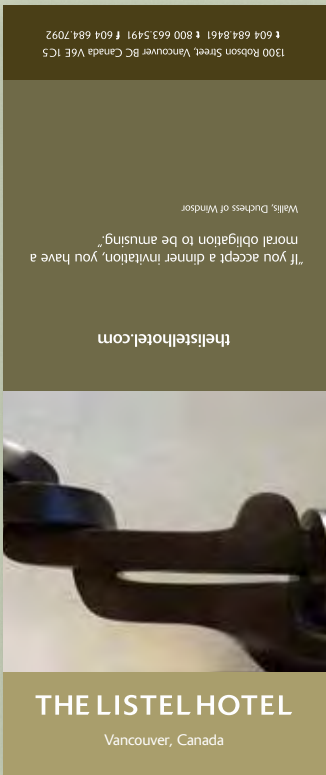 THE LISTEL HOTEL
Vancouver, Canada
thelistelhotel.com
"If you accept a dinner invitation, you have a
moral obligation to be amusing."
Wallis, Duchess of Windsor
1300 Robson Street, Vancouver BC Canada V6E 1C5
t 604 684.8461 t 800 663.5491 f 604 684.7092